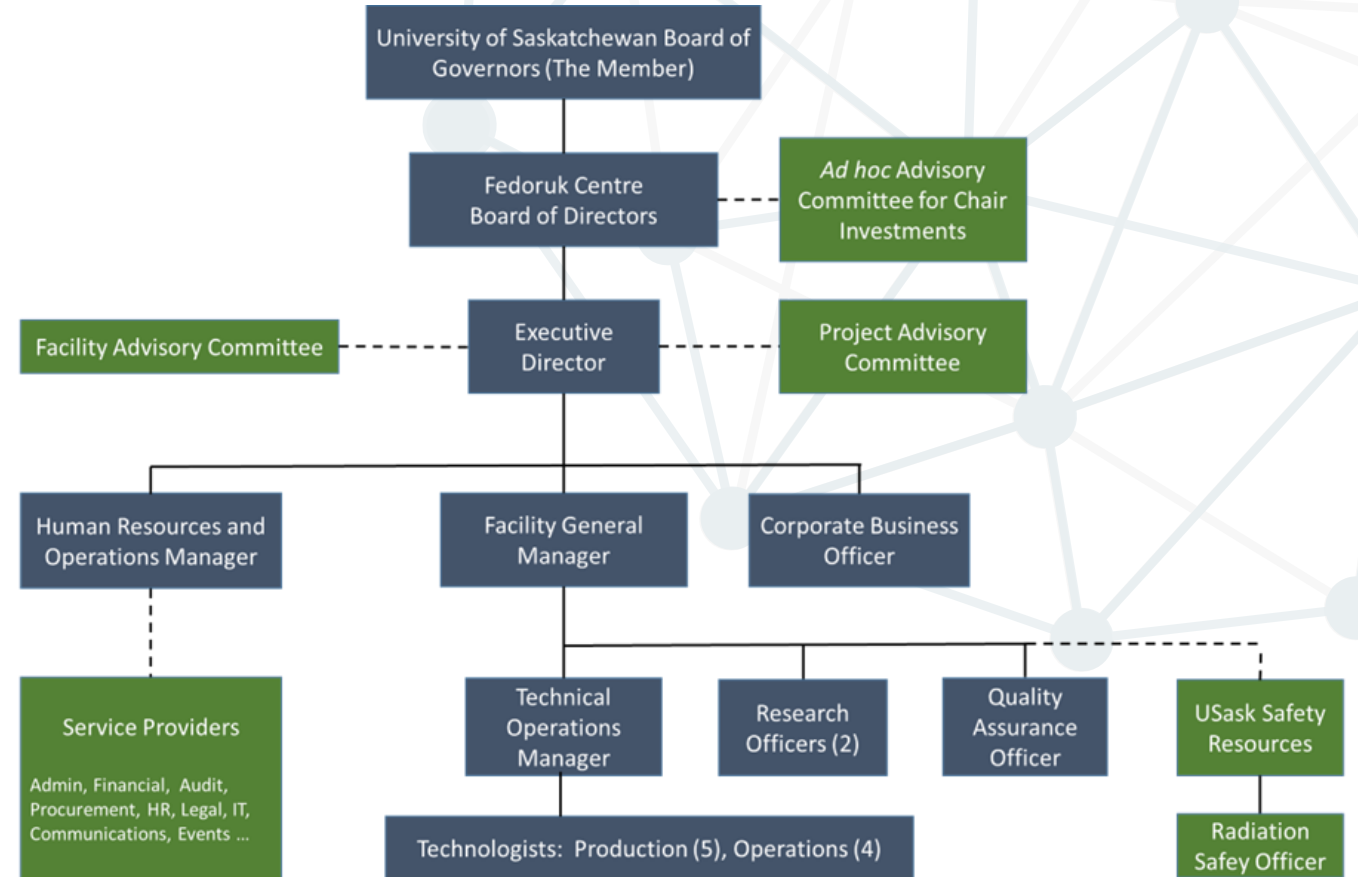 University of Saskatchewan Board of
Governors (The Member)
Fedoruk Centre
Board of Directors
Ad hoc Advisory
Committee for Chair
Investments
Facility Advisory Committee
Executive
Director
Project Advisory
Committee
Human Resources and
Operations Manager
Facility General
Manager
Corporate Business
Officer
Service Providers
Admin, Financial, Audit,
Procurement, HR, Legal, IT,
Communications, Events ...
Technical
Operations
Manager
Research
Officers (2)
Quality
Assurance
Officer
USask Safety
Resources
Technologists: Production (5), Operations (4)
Radiation
Safey Officer